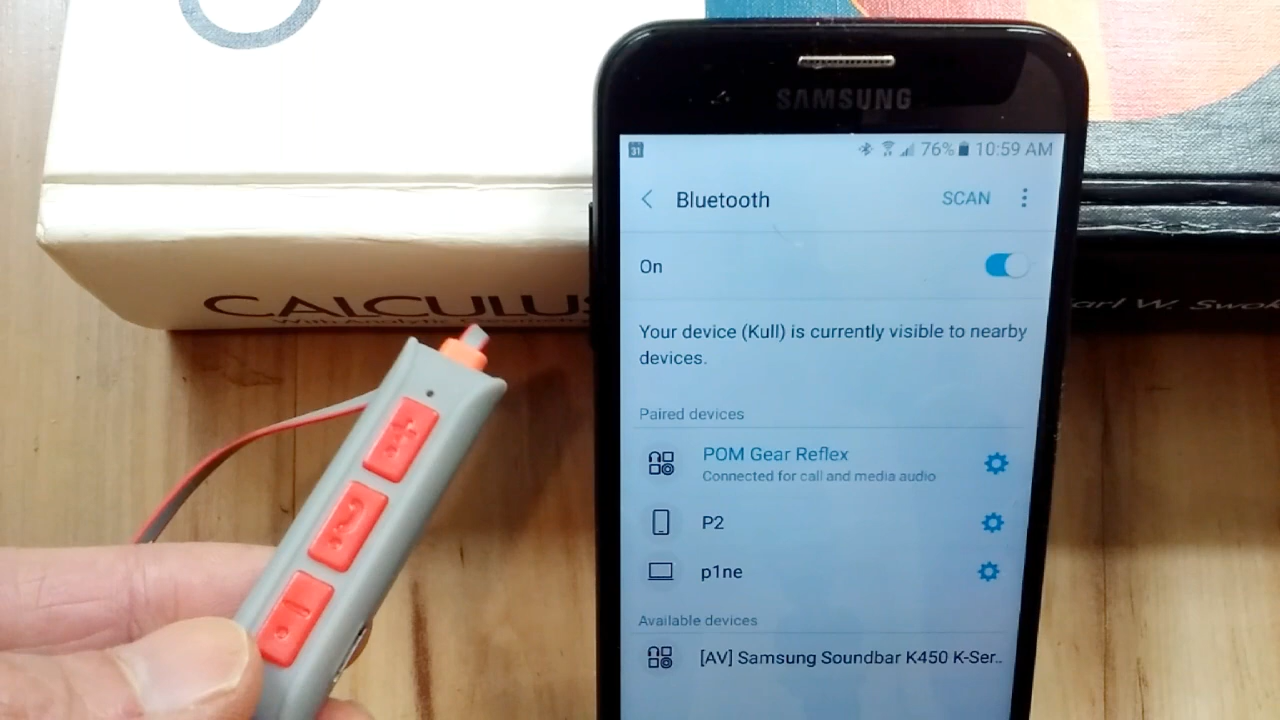 CALCULUS
SAMSUNG
31
76% 10:59 AM
Bluetooth SCAN
On
Your device (Kull) is currently visible to nearby
devices.
Paired devices
POM Gear Reflex
Connected for call and media audio
P2
p1ne
Available devices
[AV] Samsung Soundbar K450 K-Ser..